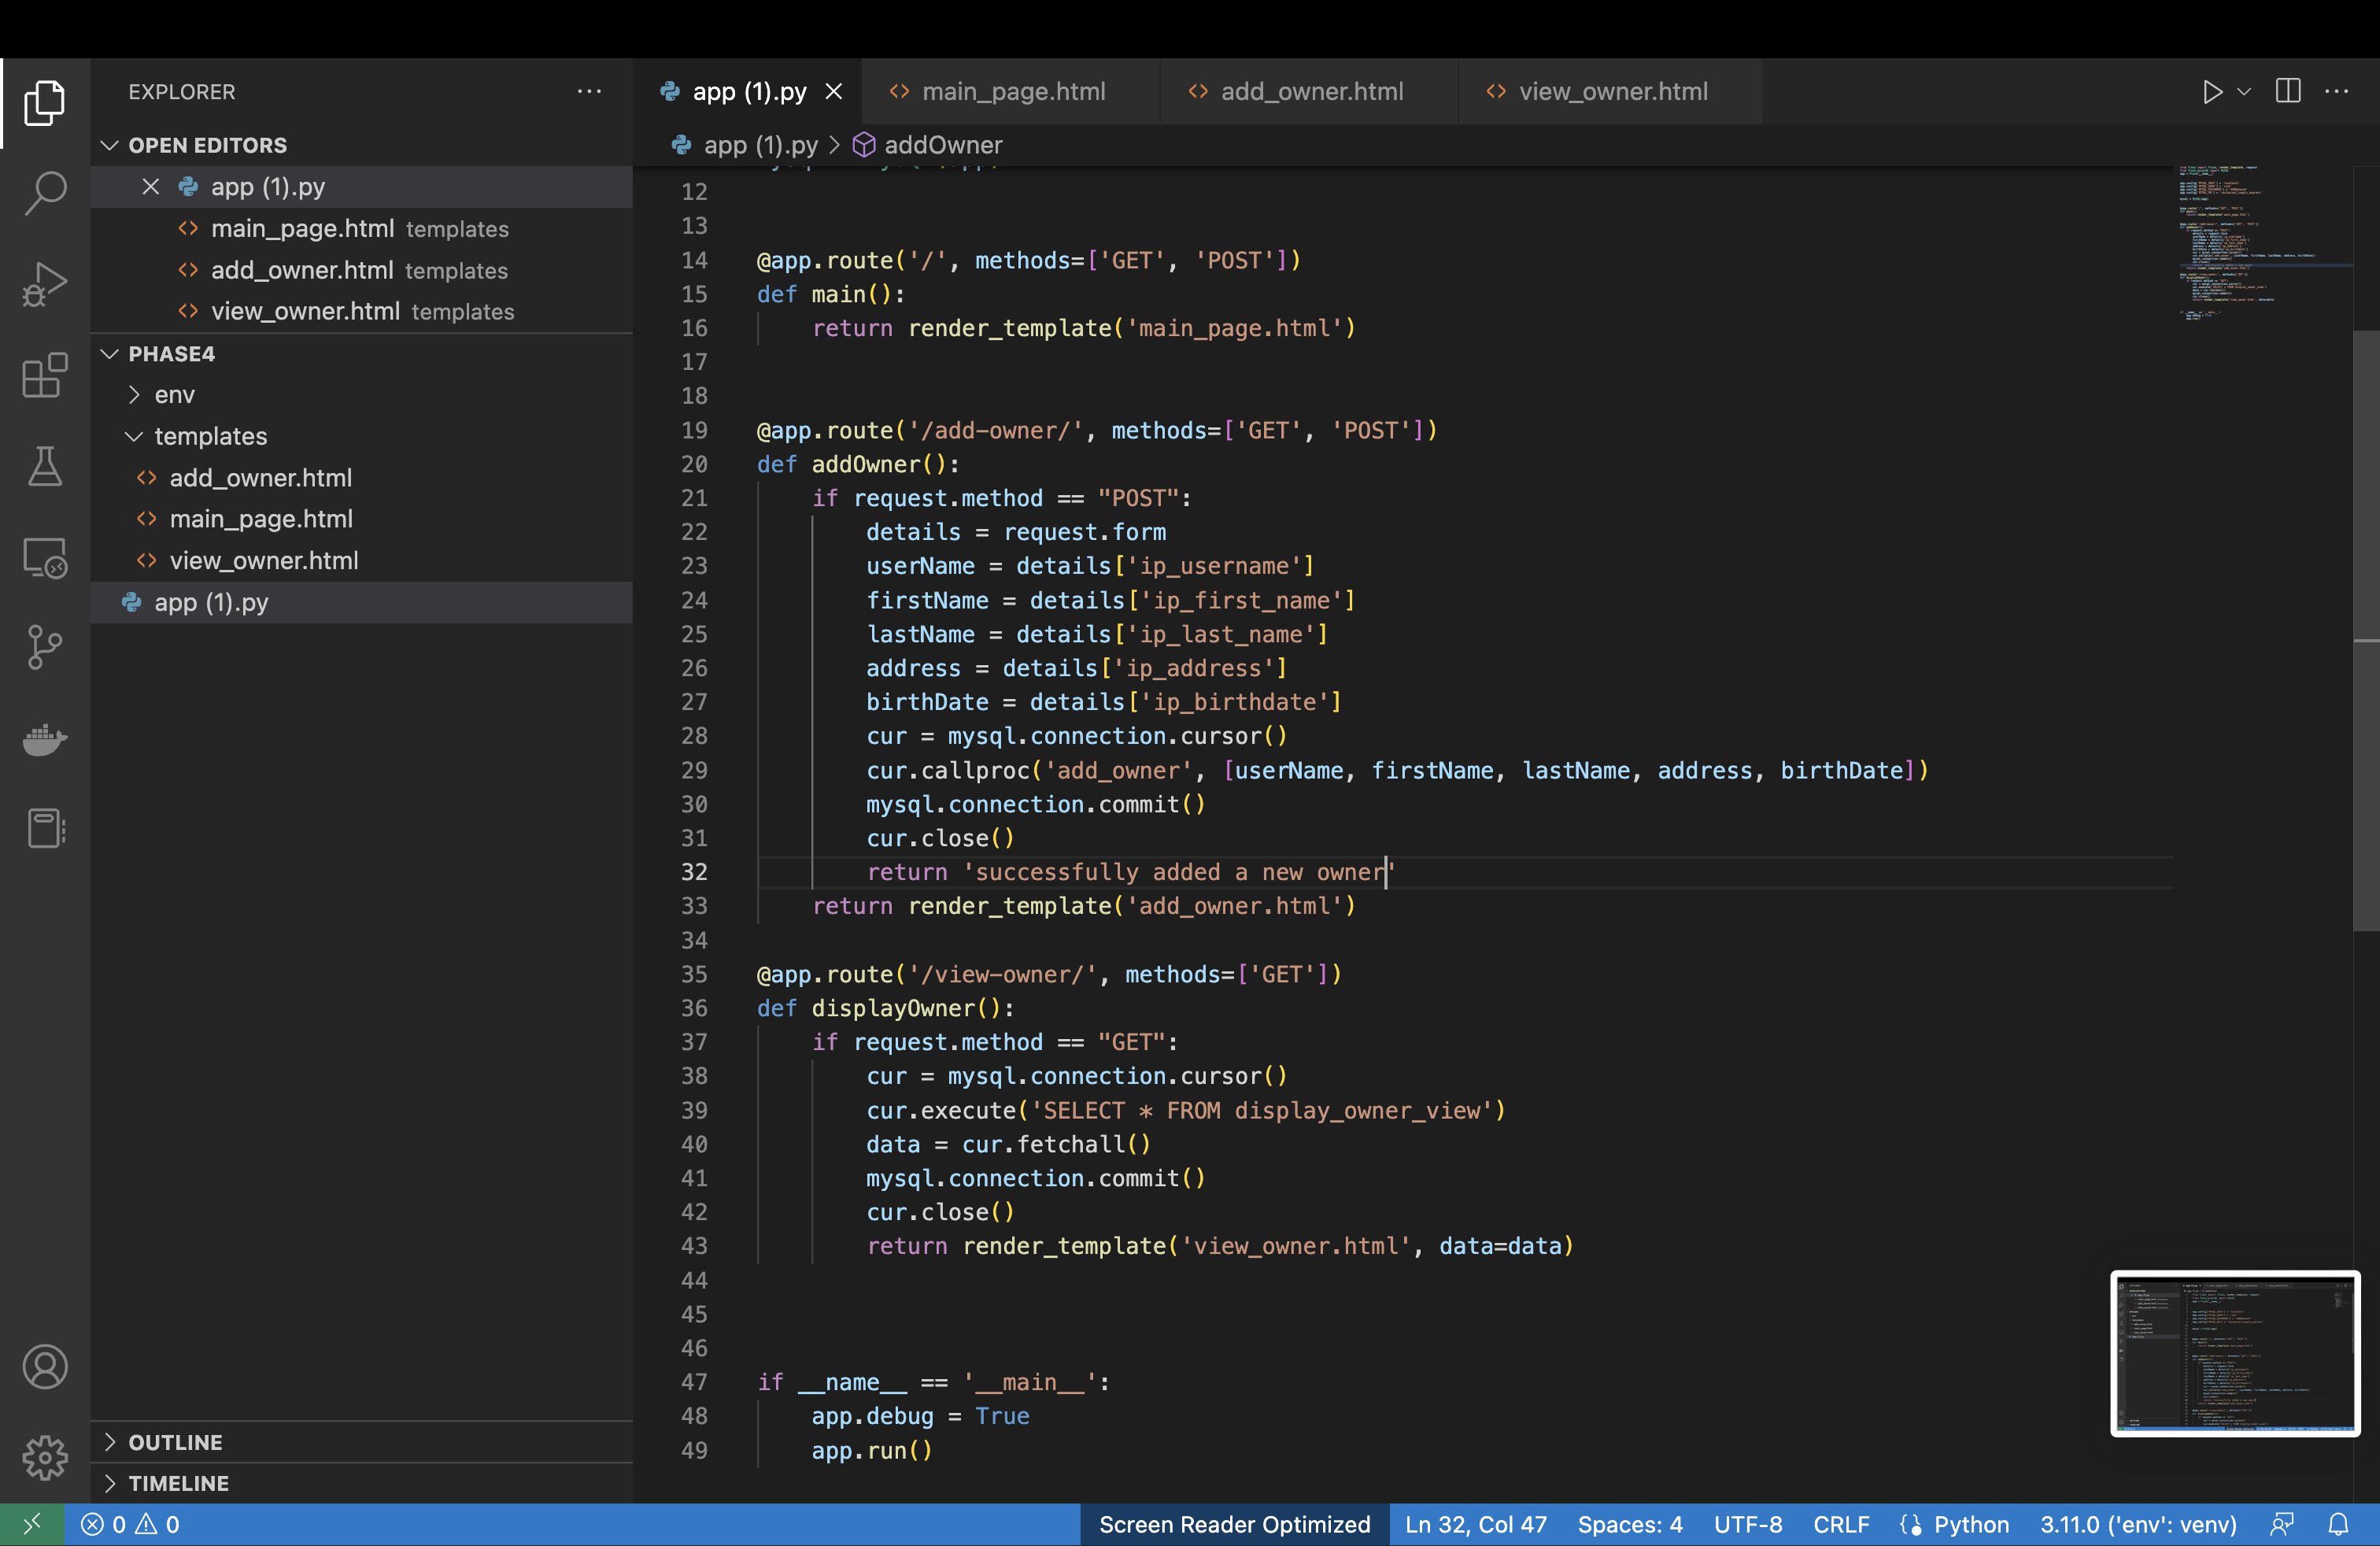 EXPLORER
OPEN EDITORS
app (1).py
main_page.html templates
add_owner.html templates
view_owner.html templates
PHASE4
env
templates
add_owner.html
main_page.html
view_owner.html
app (1).py
OUTLINE
TIMELINE
app (1).py
main_page.html
add_owner.html
view_owner.html
app (1).py > addOwner
12
13
14 @app.route('/', methods=['GET', 'POST'])
15 def main():
16     return render_template('main_page.html')
17
18
19 @app.route('/add-owner/', methods=['GET', 'POST'])
20 def addOwner():
21     if request.method == "POST":
22         details = request.form
23         userName = details['ip_username']
24         firstName = details['ip_first_name']
25         lastName = details['ip_last_name']
26         address = details['ip_address']
27         birthDate = details['ip_birthdate']
28         cur = mysql.connection.cursor()
29         cur.callproc('add_owner', [userName, firstName, lastName, address, birthDate])
30         mysql.connection.commit()
31         cur.close()
32         return 'successfully added a new owner'
33     return render_template('add_owner.html')
34
35 @app.route('/view-owner/', methods=['GET'])
36 def displayOwner():
37     if request.method == "GET":
38         cur = mysql.connection.cursor()
39         cur.execute('SELECT * FROM display_owner_view')
40         data = cur.fetchall()
41         mysql.connection.commit()
42         cur.close()
43         return render_template('view_owner.html', data=data)
44
45
46
47 if __name__ == '__main__':
48     app.debug = True
49     app.run()
0 0
Screen Reader Optimized
Ln 32, Col 47
Spaces: 4
UTF-8
CRLF
Python
3.11.0 ('env': venv)